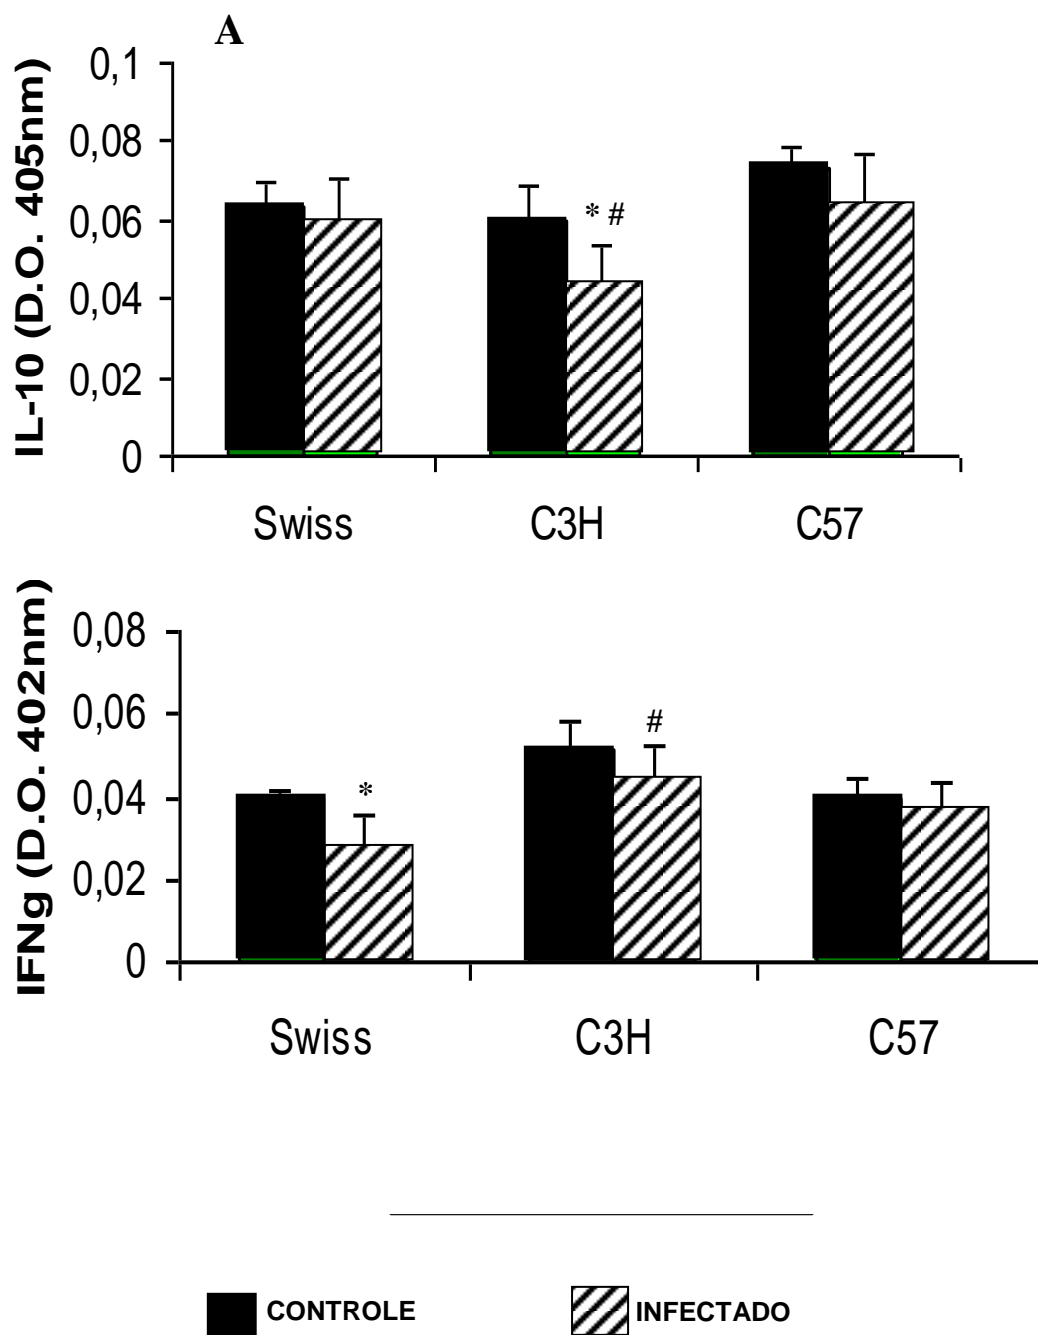 A
IL-10 (D.O. 405nm)
0,1
0,08
0,06
0,04
0,02
0
* #
Swiss C3H C57
IFNg (D.O. 402nm)
0,08
0,06
0,04
0,02
0
*
#
Swiss C3H C57
CONTROLE INFECTADO